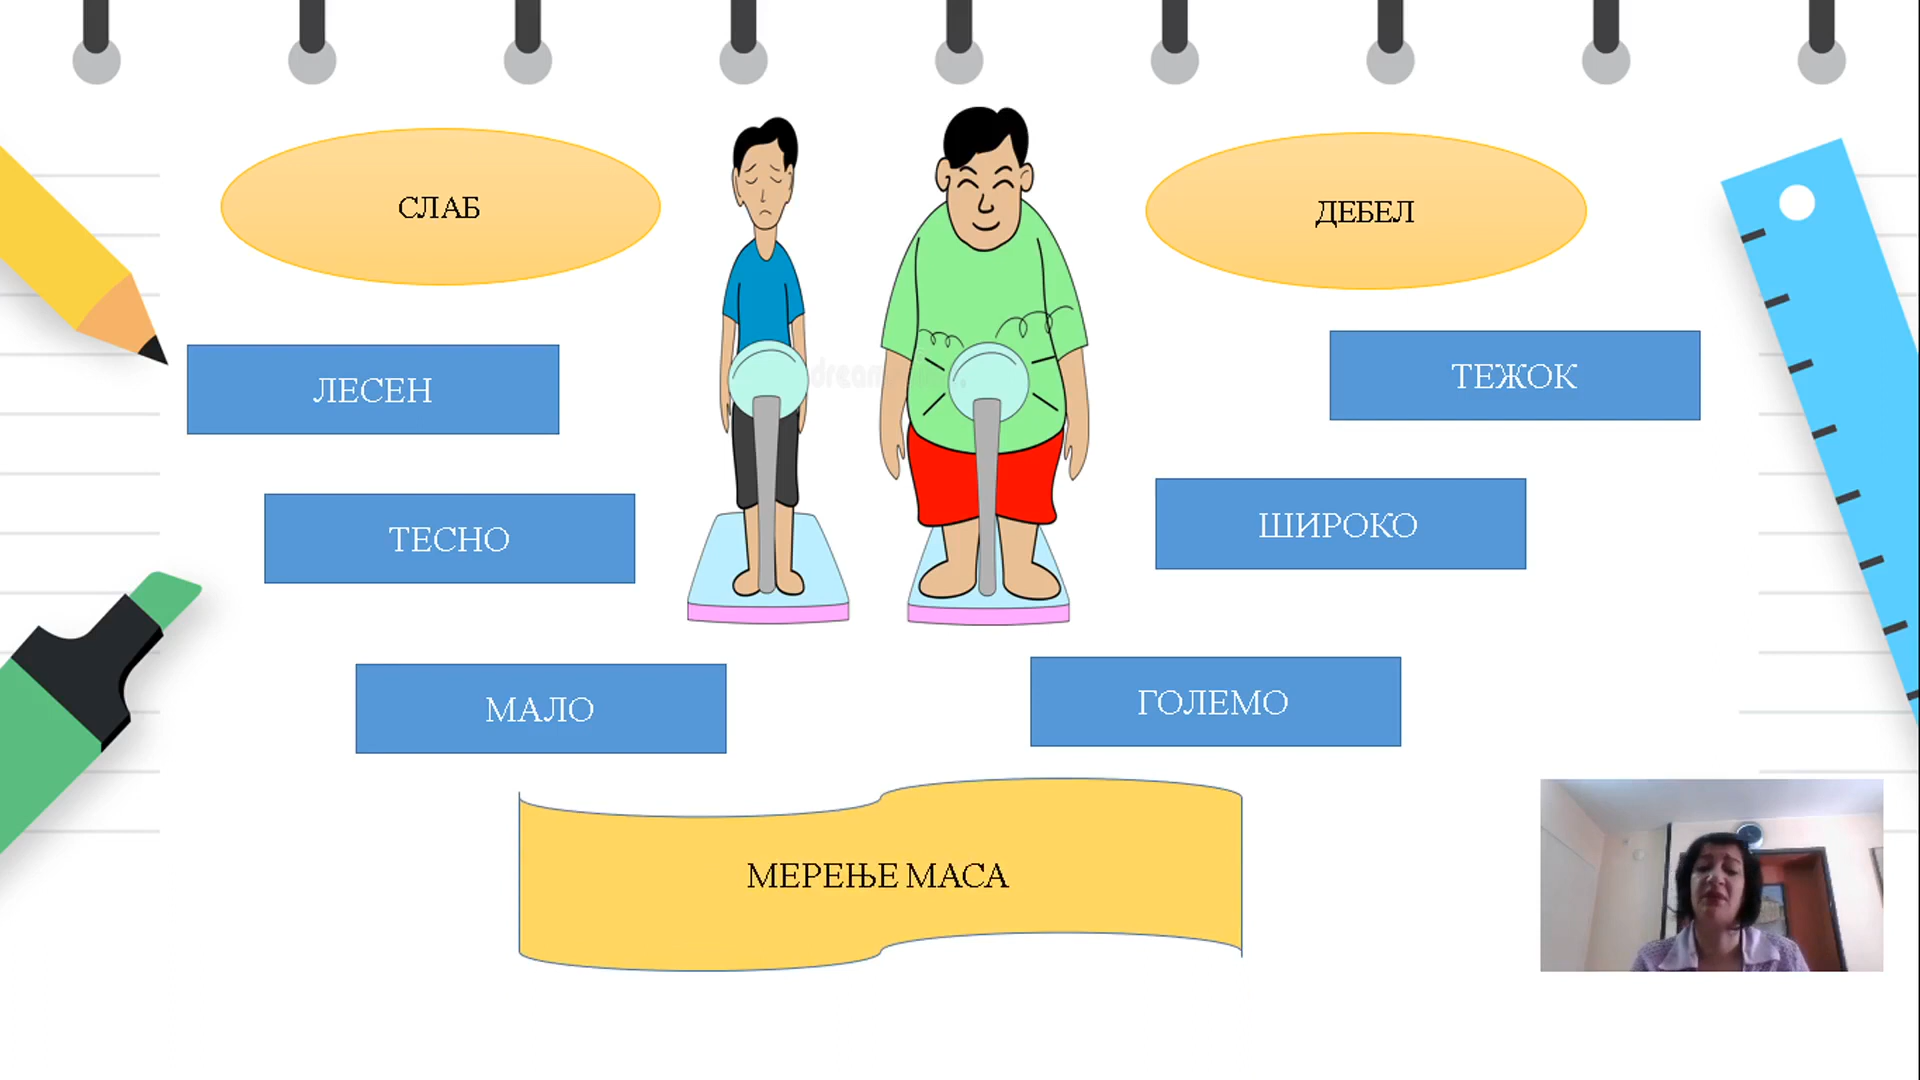 СЛАБ
ДЕБЕЛ
ЛЕСЕН
ТЕЖОК
ТЕСНО
ШИРОКО
МАЛО
ГОЛЕМО
МЕРЕЊЕ МАСА